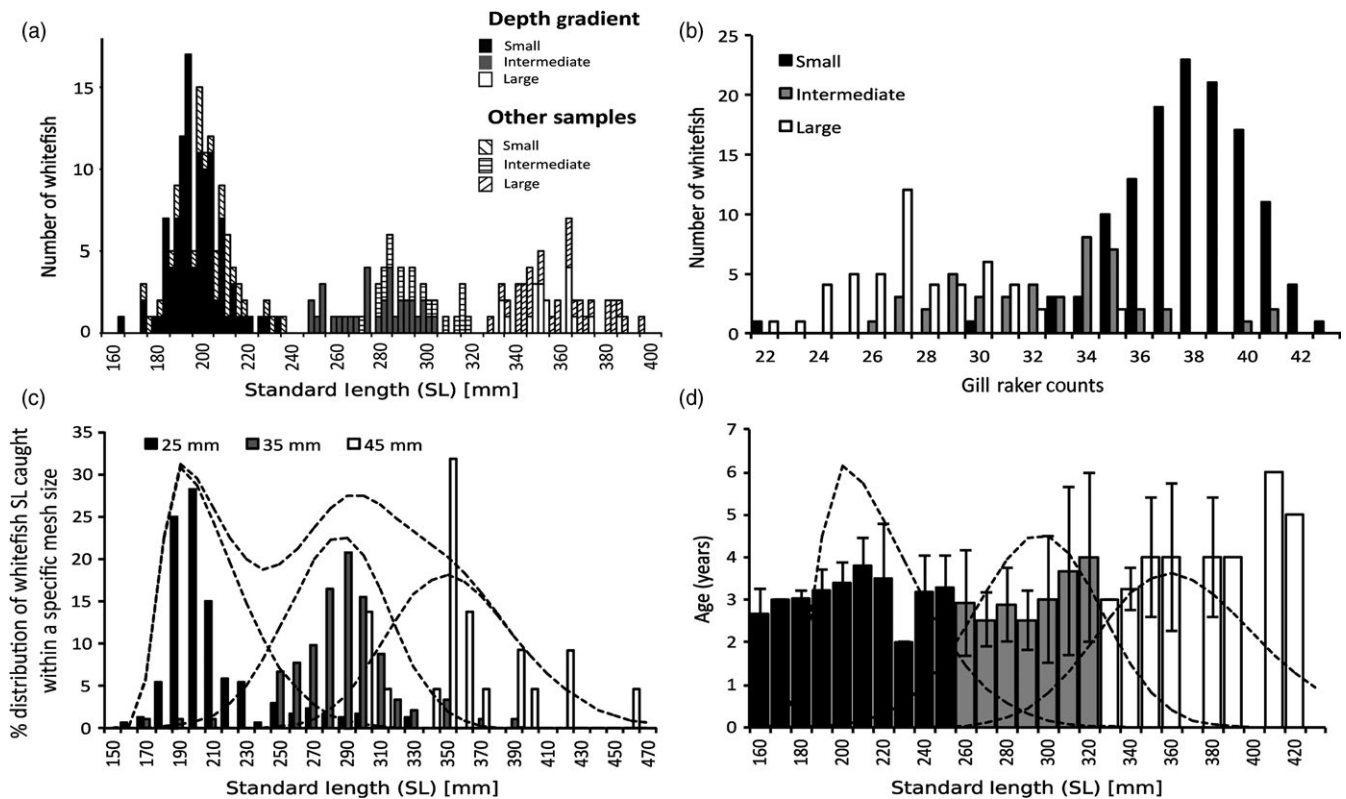 (a)
Depth gradient
Small
Intermediate
Large
Other samples
Small
Intermediate
Large
Number of whitefish
15
10
5
0
160
180
200
220
240
260
280
300
320
340
360
380
400
Standard length (SL) [mm]
(b)
Small
Intermediate
Large
Number of whitefish
25
20
15
10
5
0
22 24 26 28 30 32 34 36 38 40 42
Gill raker counts
(c)
25 mm 35 mm 45 mm
% distribution of whitefish SL caught
within a specific mesh size
35
30
25
20
15
10
5
0
150
170
190
210
230
250
270
290
310
330
350
370
390
410
430
450
470
Standard length (SL) [mm]
(d)
Age (years)
7
6
5
4
3
2
1
0
160
180
200
220
240
260
280
300
320
340
360
380
400
420
Standard length (SL) [mm]